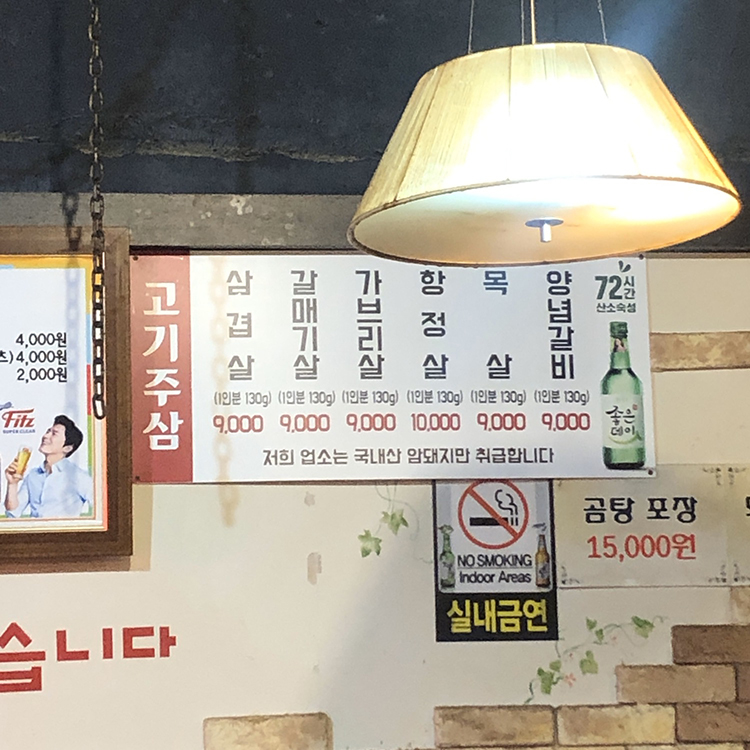 4,000원
츠) 4,000원
2,000원
Fitz
SUPER CLEAR
고기주삼
삼겹살
(1인분 130g)
9,000
갈매기살
(1인분 130g)
9,000
가브리살
(1인분 130g)
9,000
항정살
(1인분 130g)
10,000
목살
(1인분 130g)
9,000
양념갈비
(1인분 130g)
9,000
저희 업소는 국내산 암돼지만 취급합니다
72시간
산소숙성
좋은
데이
NO SMOKING
Indoor Areas
실내금연
곰탕 포장
15,000원
습니다